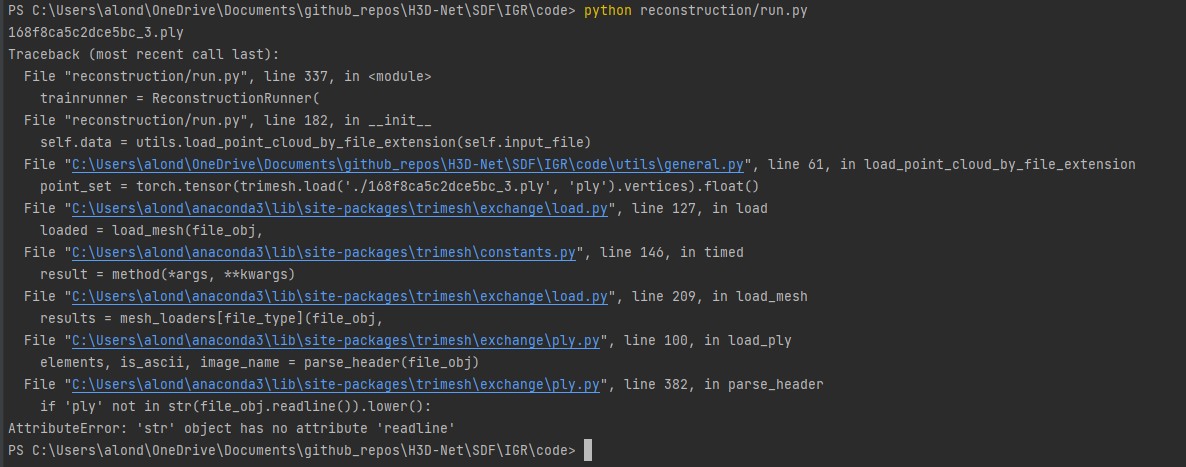 PS C:\Users\alond\OneDrive\Documents\github_repos\H3D-Net\SDF\IGR\code> python reconstruction/run.py
168f8ca5c2dce5bc_3.ply
Traceback (most recent call last):
  File "reconstruction/run.py", line 337, in <module>
    trainrunner = ReconstructionRunner(
  File "reconstruction/run.py", line 182, in __init__
    self.data = utils.load_point_cloud_by_file_extension(self.input_file)
  File "C:\Users\alond\OneDrive\Documents\github_repos\H3D-Net\SDF\IGR\code\utils\general.py", line 61, in load_point_cloud_by_file_extension
    point_set = torch.tensor(trimesh.load('./168f8ca5c2dce5bc_3.ply', 'ply').vertices).float()
  File "C:\Users\alond\anaconda3\lib\site-packages\trimesh\exchange\load.py", line 127, in load
    loaded = load_mesh(file_obj,
  File "C:\Users\alond\anaconda3\lib\site-packages\trimesh\constants.py", line 146, in timed
    result = method(*args, **kwargs)
  File "C:\Users\alond\anaconda3\lib\site-packages\trimesh\exchange\load.py", line 209, in load_mesh
    results = mesh_loaders[file_type](file_obj,
  File "C:\Users\alond\anaconda3\lib\site-packages\trimesh\exchange\ply.py", line 100, in load_ply
    elements, is_ascii, image_name = parse_header(file_obj)
  File "C:\Users\alond\anaconda3\lib\site-packages\trimesh\exchange\ply.py", line 382, in parse_header
    if 'ply' not in str(file_obj.readline()).lower():
AttributeError: 'str' object has no attribute 'readline'
PS C:\Users\alond\OneDrive\Documents\github_repos\H3D-Net\SDF\IGR\code>